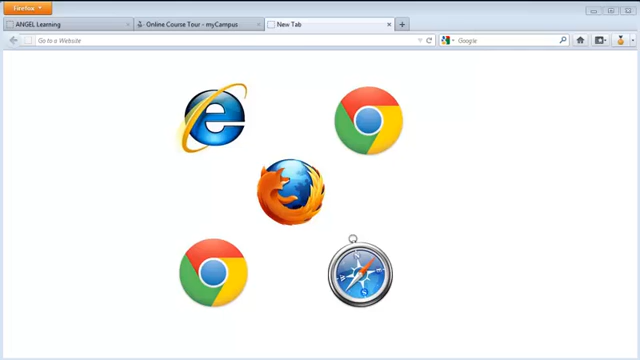 Firefox
ANGEL Learning
Online Course Tour - myCampus
New Tab
Go to a Website
Google
e
N
E
S
W